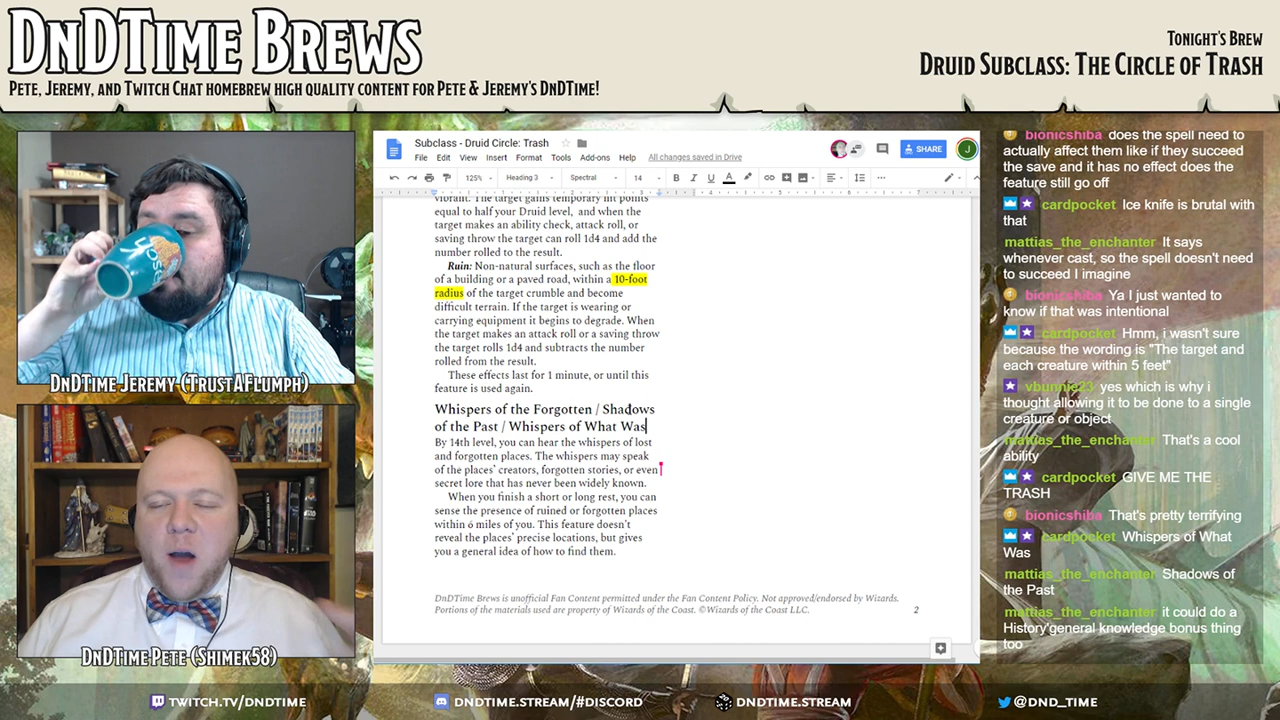 DnDTime Brews
Pete, Jeremy, and Twitch Chat homebrew high quality content for Pete & Jeremy's DnDTime!
Tonight's Brew
Druid Subclass: The Circle of Trash
DnDTime Jeremy (TrustAFlumph)
DnDTime Pete (Shimek58)
Subclass - Druid Circle: Trash
File Edit View Insert Format Tools Add-ons Help All changes saved in Drive
SHARE
J
125% Heading 3 Spectral 14 B I U A
vibrant. The target gains temporary hit points
equal to half your Druid level, and when the
target makes an ability check, attack roll, or
saving throw the target can roll 1d4 and add the
number rolled to the result.
Ruin: Non-natural surfaces, such as the floor
of a building or a paved road, within a 10-foot
radius of the target crumble and become
difficult terrain. If the target is wearing or
carrying equipment it begins to degrade. When
the target makes an attack roll or a saving throw
the target rolls 1d4 and subtracts the number
rolled from the result.
These effects last for 1 minute, or until this
feature is used again.
Whispers of the Forgotten / Shadows
of the Past / Whispers of What Was
By 14th level, you can hear the whispers of lost
and forgotten places. The whispers may speak
of the places' creators, forgotten stories, or even
secret lore that has never been widely known.
When you finish a short or long rest, you can
sense the presence of ruined or forgotten places
within 6 miles of you. This feature doesn't
reveal the places' precise locations, but gives
you a general idea of how to find them.
DnDTime Brews is unofficial Fan Content permitted under the Fan Content Policy. Not approved/endorsed by Wizards.
Portions of the materials used are property of Wizards of the Coast. ©Wizards of the Coast LLC.
2
bionicshiba does the spell need to
actually affect them like if they succeed
the save and it has no effect does the
feature still go off
cardpocket Ice knife is brutal with
that
mattias_the_enchanter It says
whenever cast, so the spell doesn't need
to succeed I imagine
bionicshiba Ya I just wanted to
know if that was intentional
cardpocket Hmm, i wasn't sure
because the wording is "The target and
each creature within 5 feet"
vbunnie23 yes which is why i
thought allowing it to be done to a single
creature or object
mattias_the_enchanter That's a cool
ability
cardpocket GIVE ME THE
TRASH
bionicshiba That's pretty terrifying
cardpocket Whispers of What
Was
mattias_the_enchanter Shadows of
the Past
mattias_the_enchanter it could do a
History'general knowledge bonus thing
too
twitch.tv/dndtime
dndtime.stream/#discord
dndtime.stream
@dnd_time